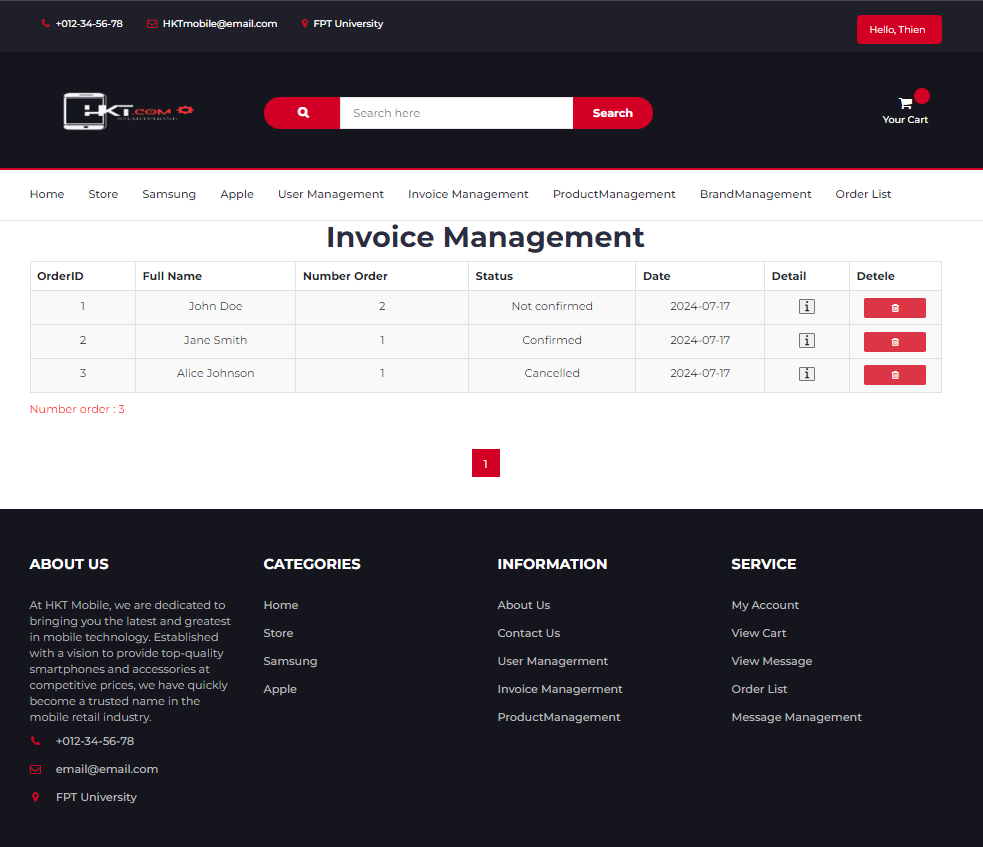 +012-34-56-78 HKTmobile@email.com FPT University Hello, Thien
HKT.COM
SMARTPHONE
Search here Search
Your Cart
Home Store Samsung Apple User Management Invoice Management ProductManagement BrandManagement Order List
Invoice Management
OrderID Full Name Number Order Status Date Detail Detele
1 John Doe 2 Not confirmed 2024-07-17 i
2 Jane Smith 1 Confirmed 2024-07-17 i
3 Alice Johnson 1 Cancelled 2024-07-17 i
Number order : 3
1
ABOUT US
At HKT Mobile, we are dedicated to
bringing you the latest and greatest
in mobile technology. Established
with a vision to provide top-quality
smartphones and accessories at
competitive prices, we have quickly
become a trusted name in the
mobile retail industry.
+012-34-56-78
email@email.com
FPT University
CATEGORIES
Home
Store
Samsung
Apple
INFORMATION
About Us
Contact Us
User Managerment
Invoice Managerment
ProductManagement
SERVICE
My Account
View Cart
View Message
Order List
Message Management